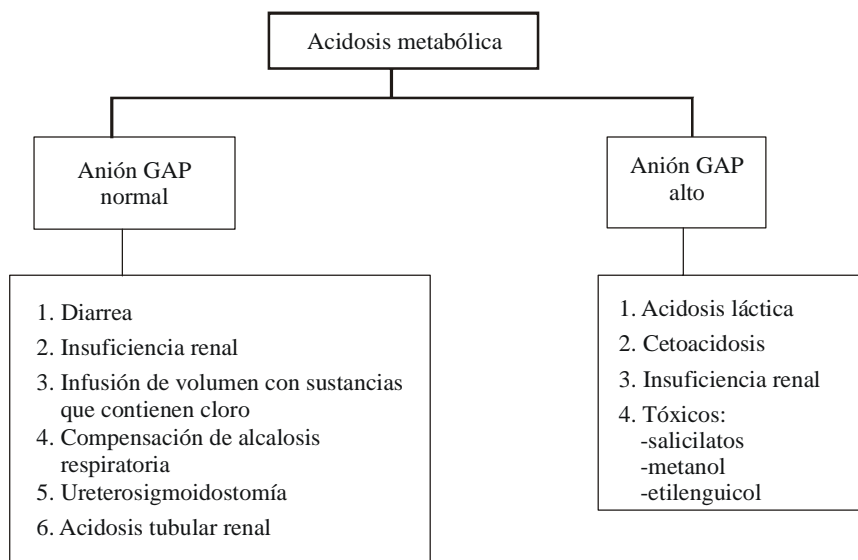 Acidosis metabólica
Anión GAP
normal
Anión GAP
alto
1. Diarrea
2. Insuficiencia renal
3. Infusión de volumen con sustancias
que contienen cloro
4. Compensación de alcalosis
respiratoria
5. Ureterosigmoidostomía
6. Acidosis tubular renal
1. Acidosis láctica
2. Cetoacidosis
3. Insuficiencia renal
4. Tóxicos:
-salicilatos
-metanol
-etilenguicol